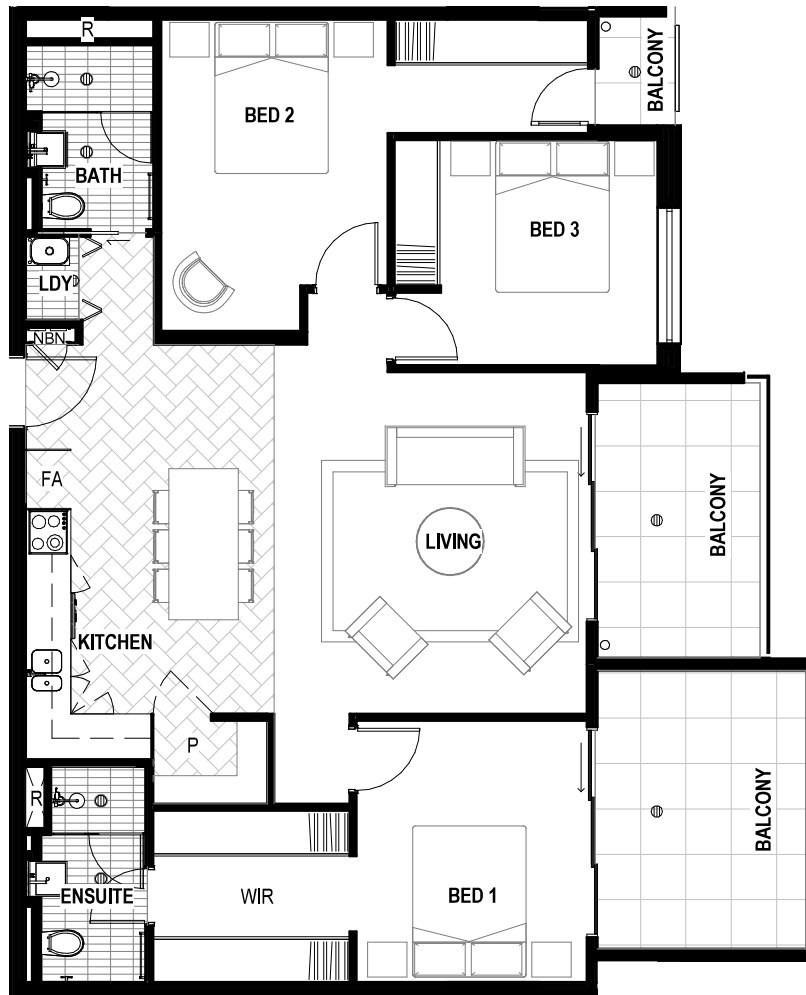 R
BED 2
BALCONY
BATH
BED 3
LDY
NBN
FA
BALCONY
LIVING
KITCHEN
P
R
BALCONY
ENSUITE
WIR
BED 1